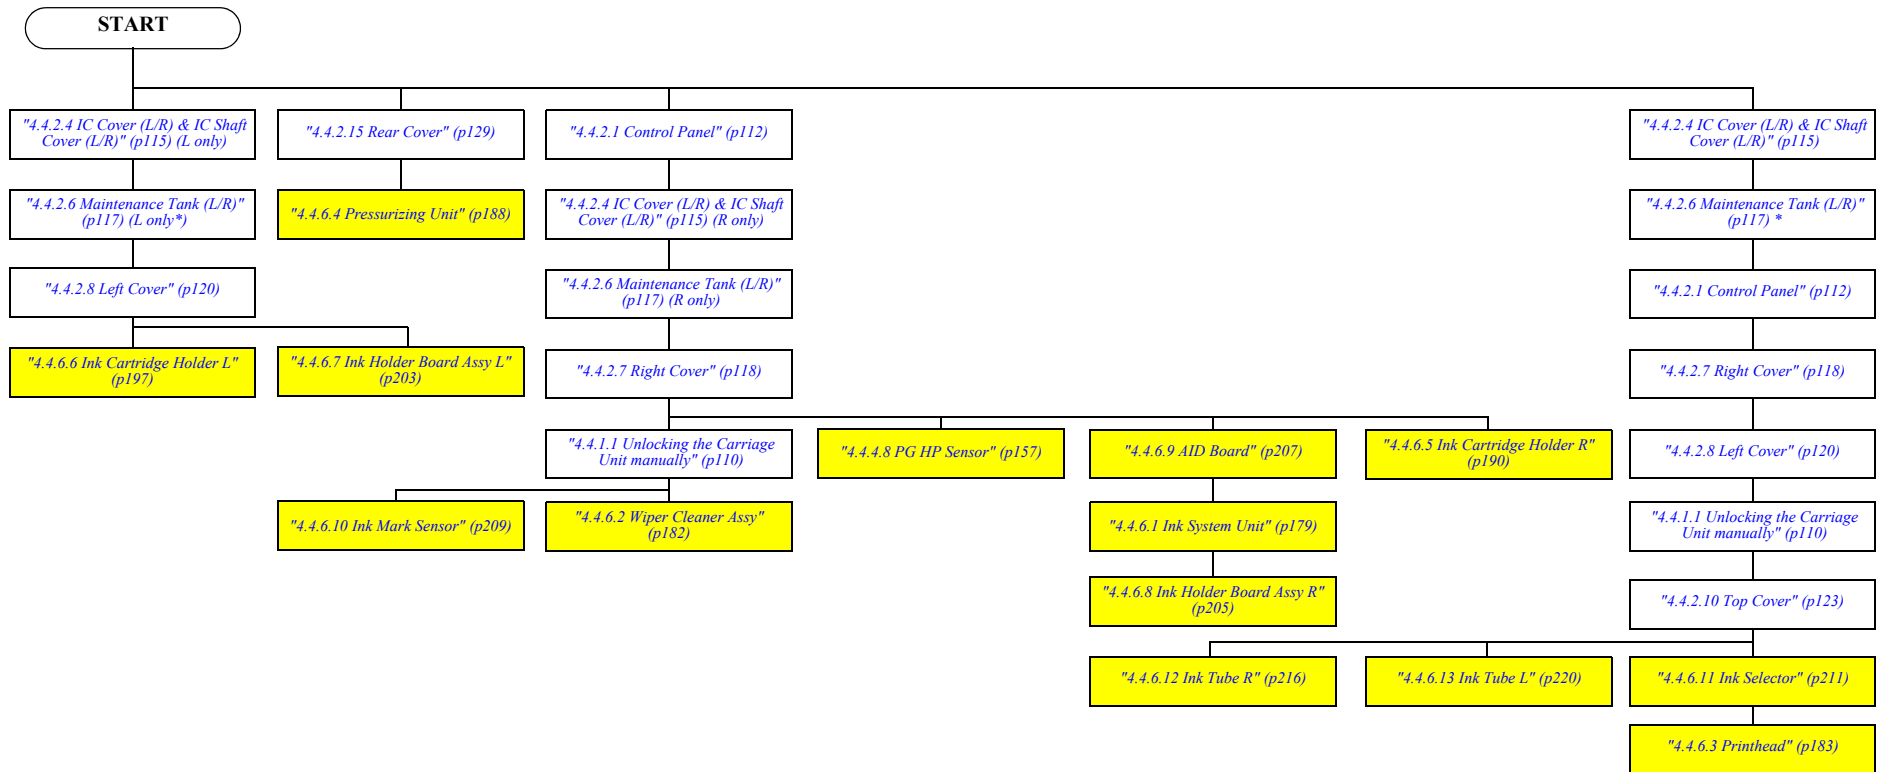 START
"4.4.2.4 IC Cover (L/R) & IC Shaft
Cover (L/R)" (p115) (L only)
"4.4.2.15 Rear Cover" (p129)
"4.4.2.1 Control Panel" (p112)
"4.4.2.4 IC Cover (L/R) & IC Shaft
Cover (L/R)" (p115)
"4.4.2.6 Maintenance Tank (L/R)"
(p117) (L only*)
"4.4.6.4 Pressurizing Unit" (p188)
"4.4.2.4 IC Cover (L/R) & IC Shaft
Cover (L/R)" (p115) (R only)
"4.4.2.6 Maintenance Tank (L/R)"
(p117) *
"4.4.2.8 Left Cover" (p120)
"4.4.2.6 Maintenance Tank (L/R)"
(p117) (R only)
"4.4.2.1 Control Panel" (p112)
"4.4.6.6 Ink Cartridge Holder L"
(p197)
"4.4.6.7 Ink Holder Board Assy L"
(p203)
"4.4.2.7 Right Cover" (p118)
"4.4.2.7 Right Cover" (p118)
"4.4.1.1 Unlocking the Carriage
Unit manually" (p110)
"4.4.4.8 PG HP Sensor" (p157)
"4.4.6.9 AID Board" (p207)
"4.4.6.5 Ink Cartridge Holder R"
(p190)
"4.4.2.8 Left Cover" (p120)
"4.4.6.10 Ink Mark Sensor" (p209)
"4.4.6.2 Wiper Cleaner Assy"
(p182)
"4.4.6.1 Ink System Unit" (p179)
"4.4.1.1 Unlocking the Carriage
Unit manually" (p110)
"4.4.6.8 Ink Holder Board Assy R"
(p205)
"4.4.2.10 Top Cover" (p123)
"4.4.6.12 Ink Tube R" (p216)
"4.4.6.13 Ink Tube L" (p220)
"4.4.6.11 Ink Selector" (p211)
"4.4.6.3 Printhead" (p183)